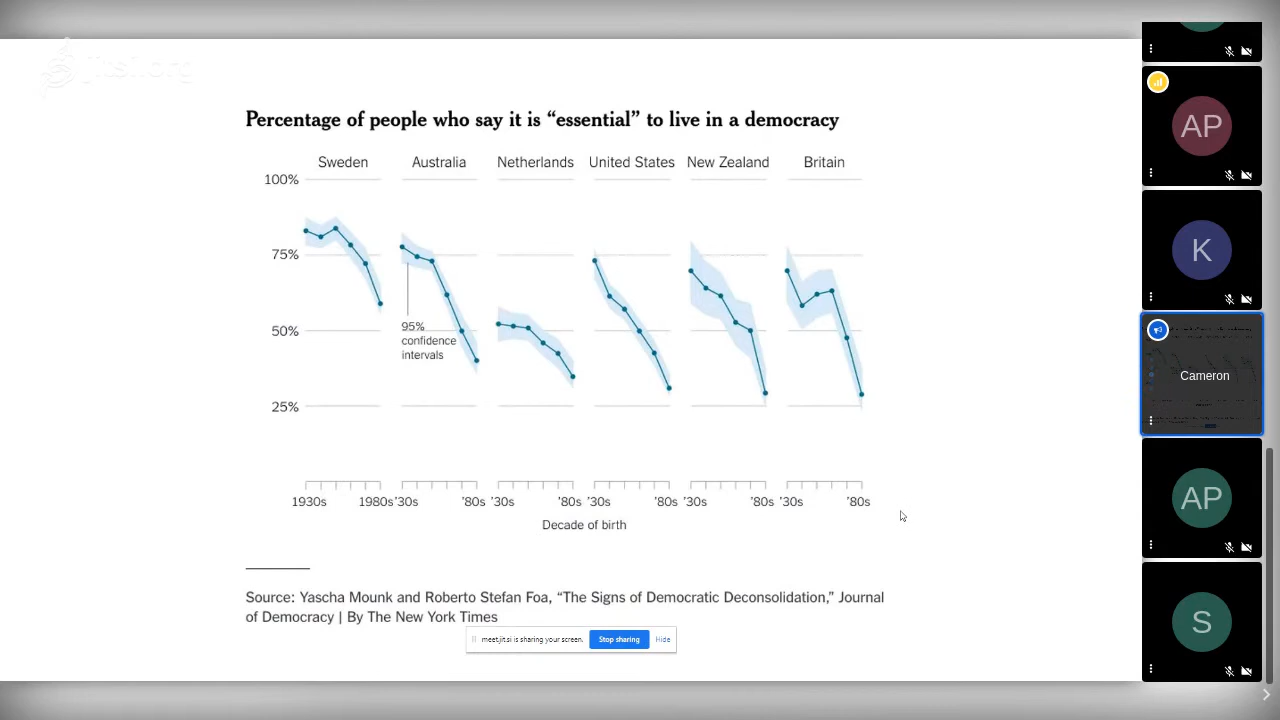 jitsi.org
Percentage of people who say it is “essential” to live in a democracy
Sweden Australia Netherlands United States New Zealand Britain
100%
75%
50%
25%
95%
confidence
intervals
1930s 1980s ’30s ’80s ’30s ’80s ’30s ’80s ’30s ’80s ’30s ’80s
Decade of birth
Source: Yascha Mounk and Roberto Stefan Foa, “The Signs of Democratic Deconsolidation,” Journal
of Democracy | By The New York Times
meet.jit.si is sharing your screen. Stop sharing Hide
AP
K
Cameron
AP
S